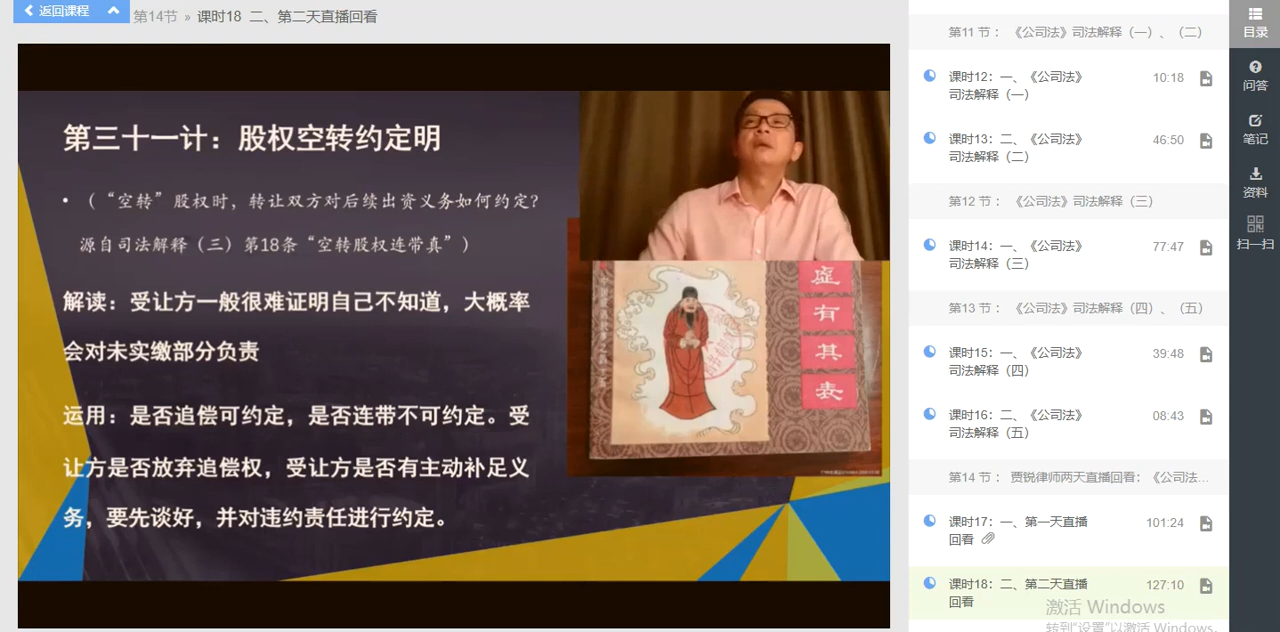 返回课程
第14节 » 课时18 二、第二天直播回看
第三十一计：股权空转约定明
• （“空转”股权时，转让双方对后续出资义务如何约定？
源自司法解释（三）第18条“空转股权连带真”）
解读：受让方一般很难证明自己不知道，大概率
会对未实缴部分负责
运用：是否追偿可约定，是否连带不可约定。受
让方是否放弃追偿权，受让方是否有主动补足义
务，要先谈好，并对违约责任进行约定。
虚
有
其
表
第11节： 《公司法》司法解释（一）、（二）
课时12：一、《公司法》
司法解释（一）
10:18
课时13：二、《公司法》
司法解释（二）
46:50
第12节： 《公司法》司法解释（三）
课时14：一、《公司法》
司法解释（三）
77:47
第13节： 《公司法》司法解释（四）、（五）
课时15：一、《公司法》
司法解释（四）
39:48
课时16：二、《公司法》
司法解释（五）
08:43
第14节： 贾锐律师两天直播回看：《公司法...
课时17：一、第一天直播
回看
101:24
课时18：二、第二天直播
回看
127:10
目录
问答
笔记
资料
扫一扫
激活 Windows
转到“设置”以激活 Windows。